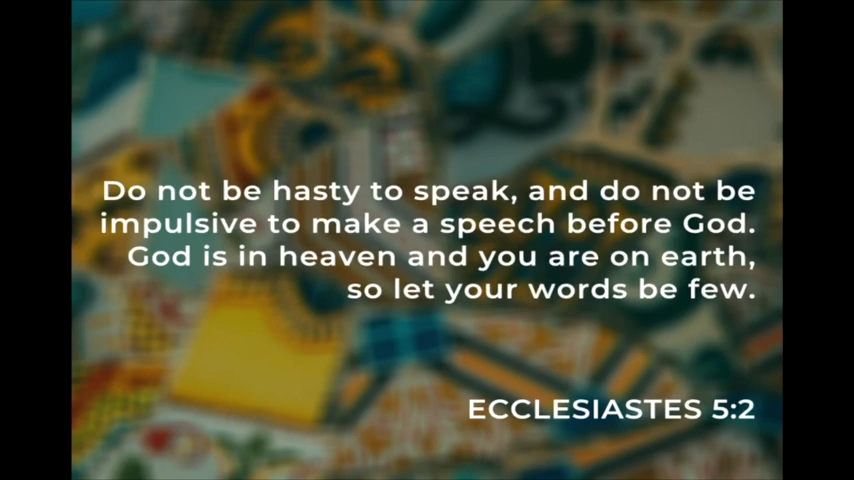 Do not be hasty to speak, and do not be
impulsive to make a speech before God.
God is in heaven and you are on earth,
so let your words be few.
ECCLESIASTES 5:2